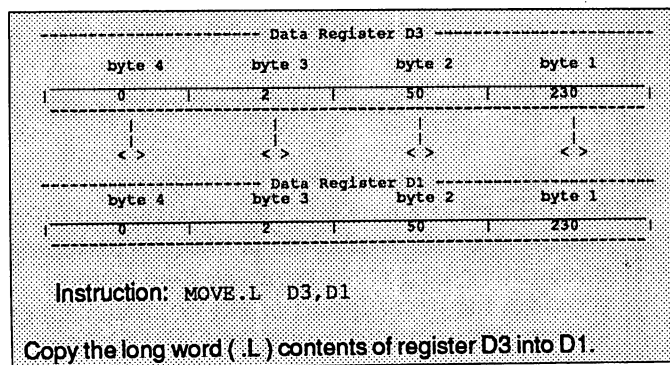 Data Register D3
byte 4 byte 3 byte 2 byte 1
0 2 50 230
< > < > < > < >
Data Register D1
byte 4 byte 3 byte 2 byte 1
0 2 50 230
Instruction: MOVE.L D3,D1
Copy the long word ( .L ) contents of register D3 into D1.